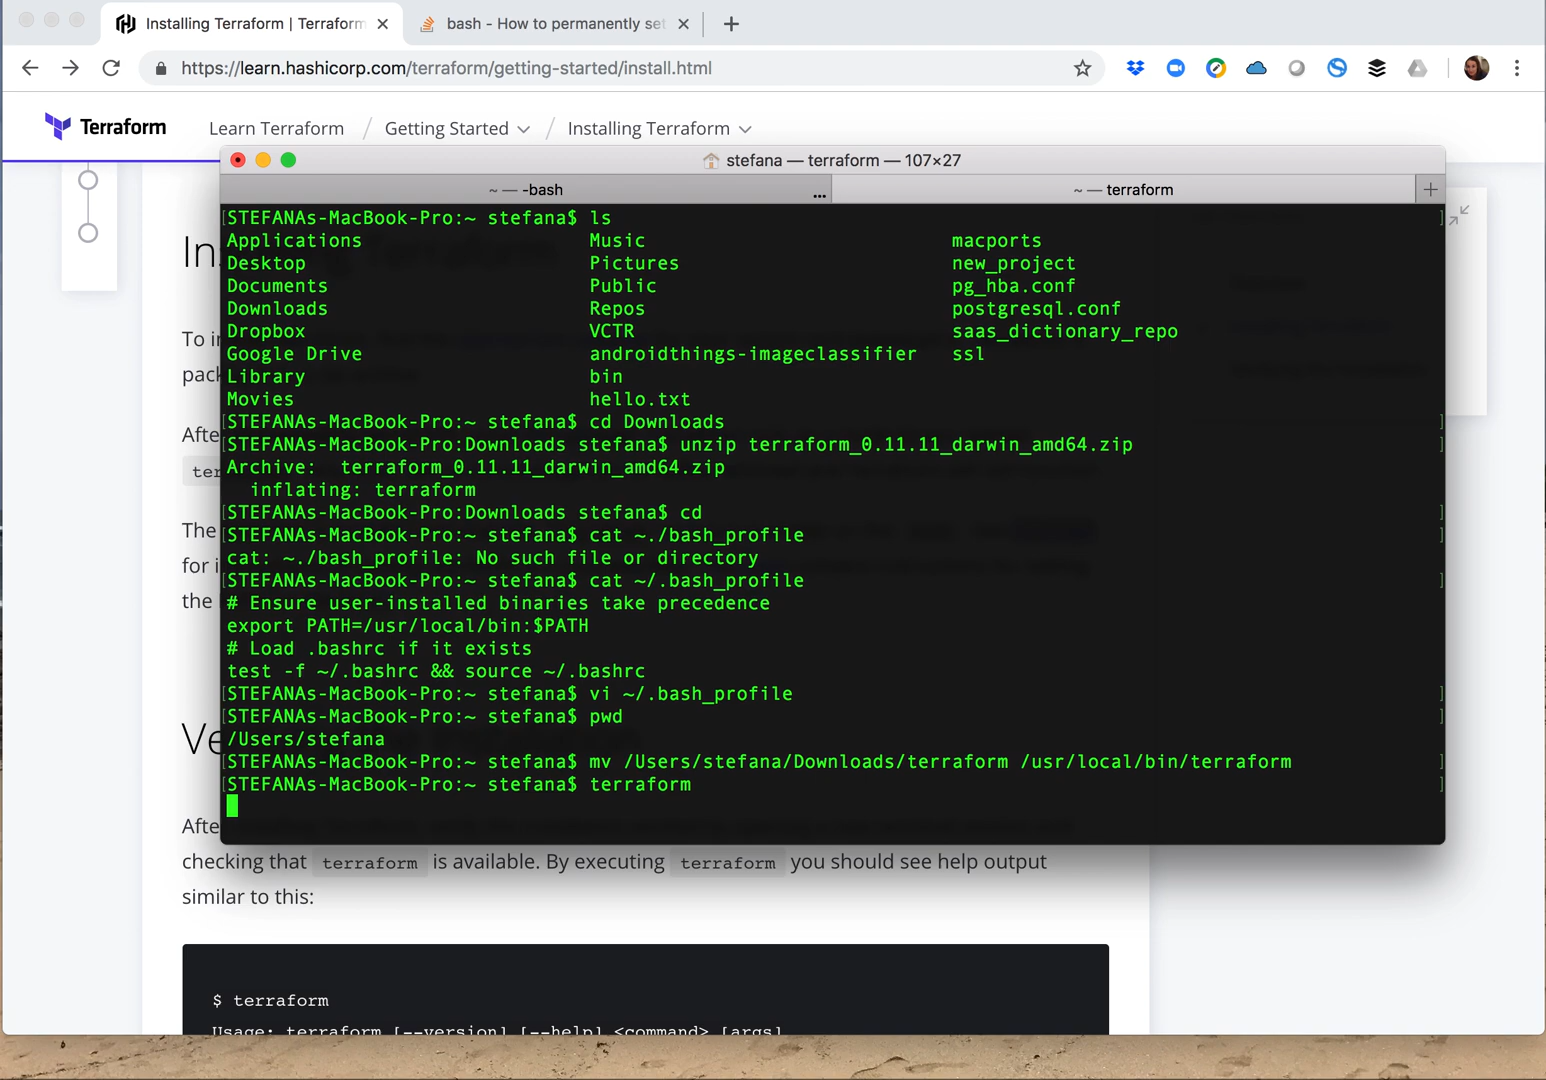 Installing Terraform | Terraform
bash - How to permanently set
https://learn.hashicorp.com/terraform/getting-started/install.html
Terraform
Learn Terraform / Getting Started / Installing Terraform
stefana — terraform — 107×27
~ — -bash
...
~ — terraform
[STEFANAs-MacBook-Pro:~ stefana$ ls ]
Applications Music macports
Desktop Pictures new_project
Documents Public pg_hba.conf
Downloads Repos postgresql.conf
Dropbox VCTR saas_dictionary_repo
Google Drive androidthings-imageclassifier ssl
Library bin
Movies hello.txt
[STEFANAs-MacBook-Pro:~ stefana$ cd Downloads ]
[STEFANAs-MacBook-Pro:Downloads stefana$ unzip terraform_0.11.11_darwin_amd64.zip ]
Archive:  terraform_0.11.11_darwin_amd64.zip
  inflating: terraform
[STEFANAs-MacBook-Pro:Downloads stefana$ cd ]
[STEFANAs-MacBook-Pro:~ stefana$ cat ~./bash_profile ]
cat: ~./bash_profile: No such file or directory
[STEFANAs-MacBook-Pro:~ stefana$ cat ~/.bash_profile ]
# Ensure user-installed binaries take precedence
export PATH=/usr/local/bin:$PATH
# Load .bashrc if it exists
test -f ~/.bashrc && source ~/.bashrc
[STEFANAs-MacBook-Pro:~ stefana$ vi ~/.bash_profile ]
[STEFANAs-MacBook-Pro:~ stefana$ pwd ]
/Users/stefana
[STEFANAs-MacBook-Pro:~ stefana$ mv /Users/stefana/Downloads/terraform /usr/local/bin/terraform ]
[STEFANAs-MacBook-Pro:~ stefana$ terraform ]
To
The
the
checking that terraform is available. By executing terraform you should see help output
similar to this:
$ terraform
Usage: terraform [--version] [--help] <command> [args]